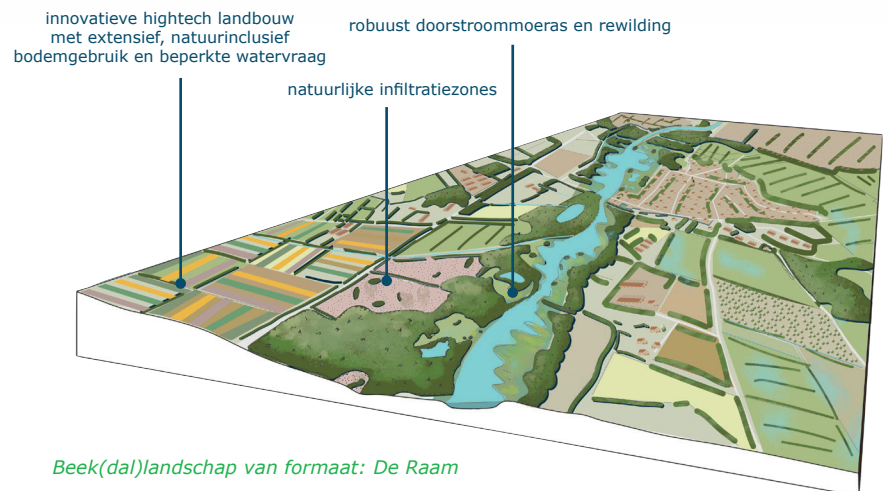 innovatieve hightech landbouw
met extensief, natuurinclusief
bodemgebruik en beperkte watervraag
robuust doorstroommoeras en rewilding
natuurlijke infiltratiezones
Beek(dal)landschap van formaat: De Raam